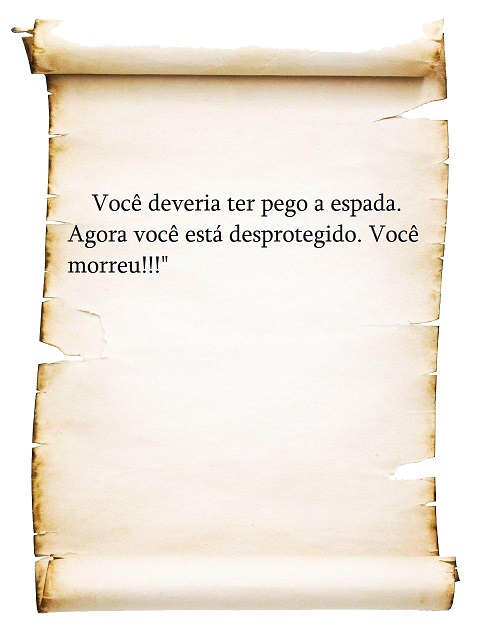 Você deveria ter pego a espada.
Agora você está desprotegido. Você
morreu!!!"